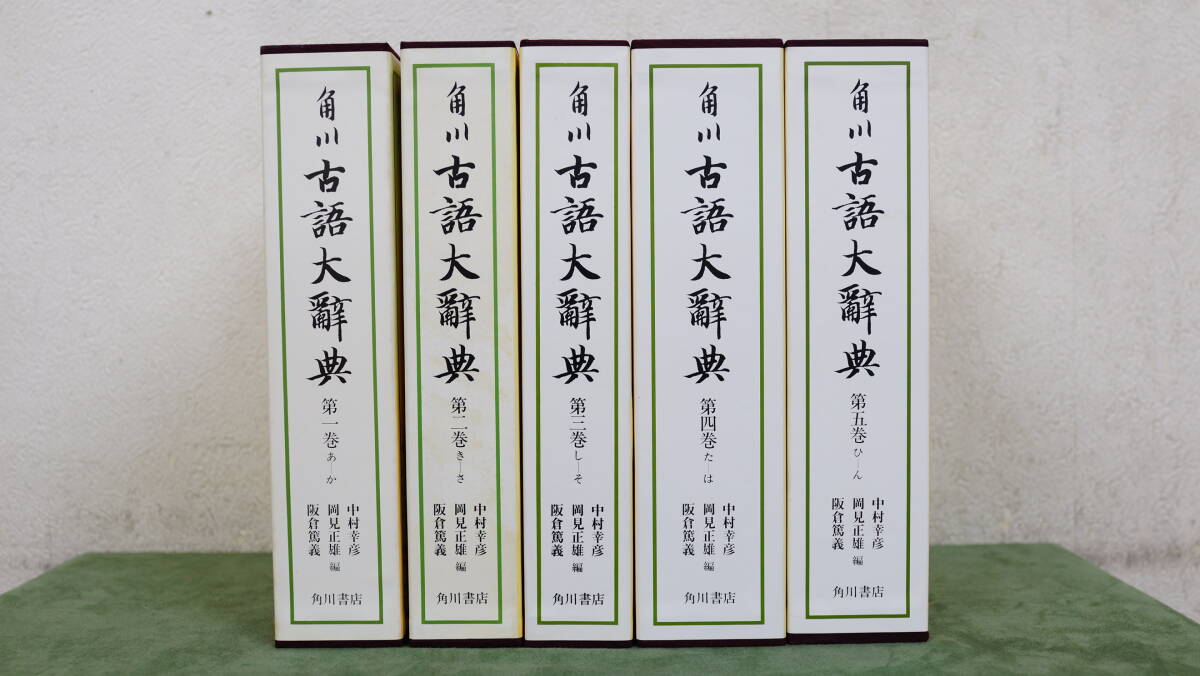 角川
古語大辭典
第一巻 あ―か
中村幸彦
岡見正雄 編
阪倉篤義
角川書店
角川
古語大辭典
第二巻 き―さ
中村幸彦
岡見正雄 編
阪倉篤義
角川書店
角川
古語大辭典
第三巻 し―そ
中村幸彦
岡見正雄 編
阪倉篤義
角川書店
角川
古語大辭典
第四巻 た―は
中村幸彦
岡見正雄 編
阪倉篤義
角川書店
角川
古語大辭典
第五巻 ひ―ん
中村幸彦
岡見正雄 編
阪倉篤義
角川書店